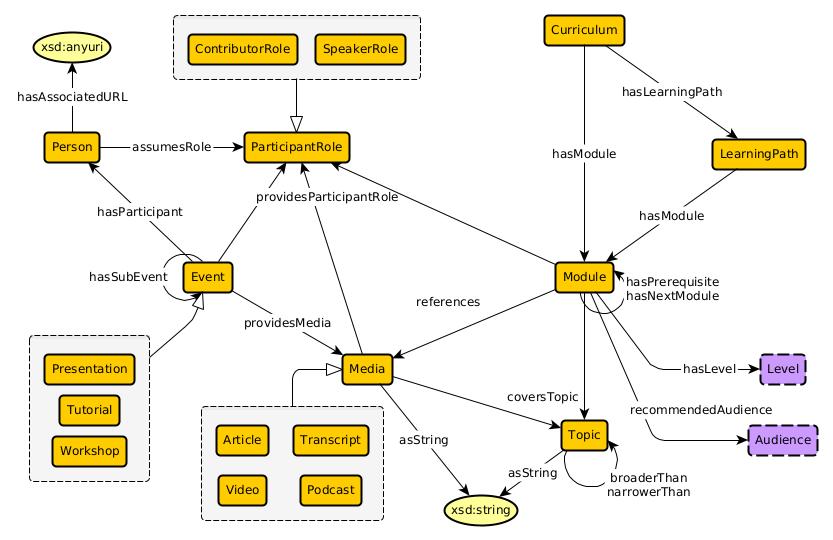 Curriculum
xsd:anyuri
ContributorRole
SpeakerRole
hasLearningPath
hasAssociatedURL
Person
assumesRole
ParticipantRole
hasModule
LearningPath
providesParticipantRole
hasParticipant
hasModule
hasSubEvent
Event
Module
hasPrerequisite
hasNextModule
references
providesMedia
Presentation
Media
hasLevel
Level
Tutorial
coversTopic
recommendedAudience
Workshop
Article
Transcript
asString
Topic
Audience
Video
Podcast
asString
broaderThan
narrowerThan
xsd:string